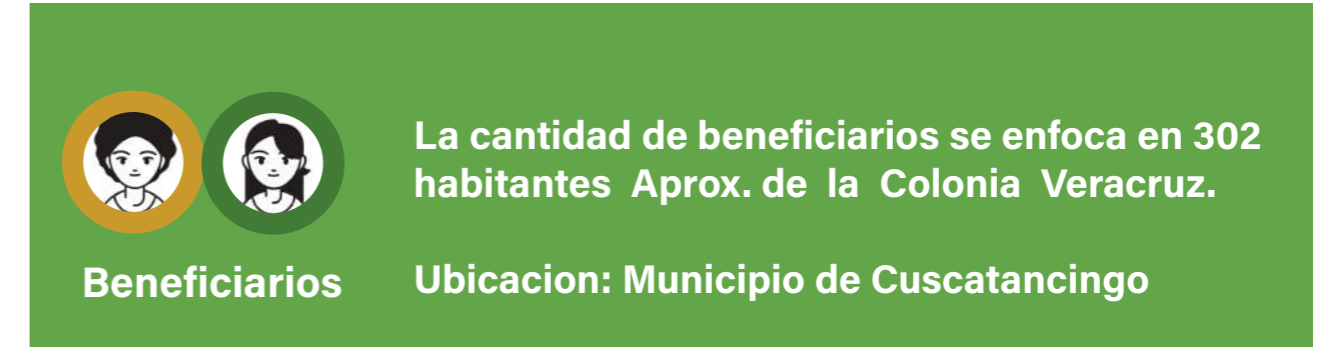 La cantidad de beneficiarios se enfoca en 302
habitantes Aprox. de la Colonia Veracruz.
Beneficiarios
Ubicacion: Municipio de Cuscatancingo